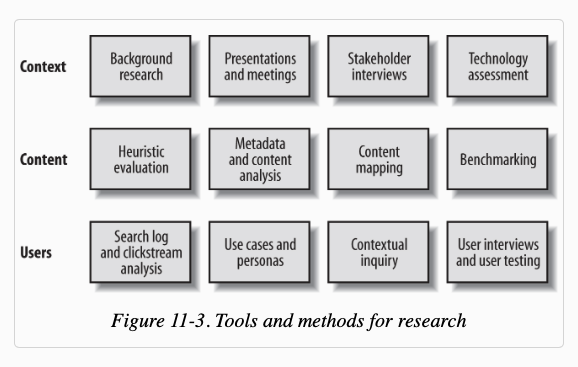 Context
Background
research
Presentations
and meetings
Stakeholder
interviews
Technology
assessment
Content
Heuristic
evaluation
Metadata
and content
analysis
Content
mapping
Benchmarking
Users
Search log
and clickstream
analysis
Use cases and
personas
Contextual
inquiry
User interviews
and user testing
Figure 11-3. Tools and methods for research